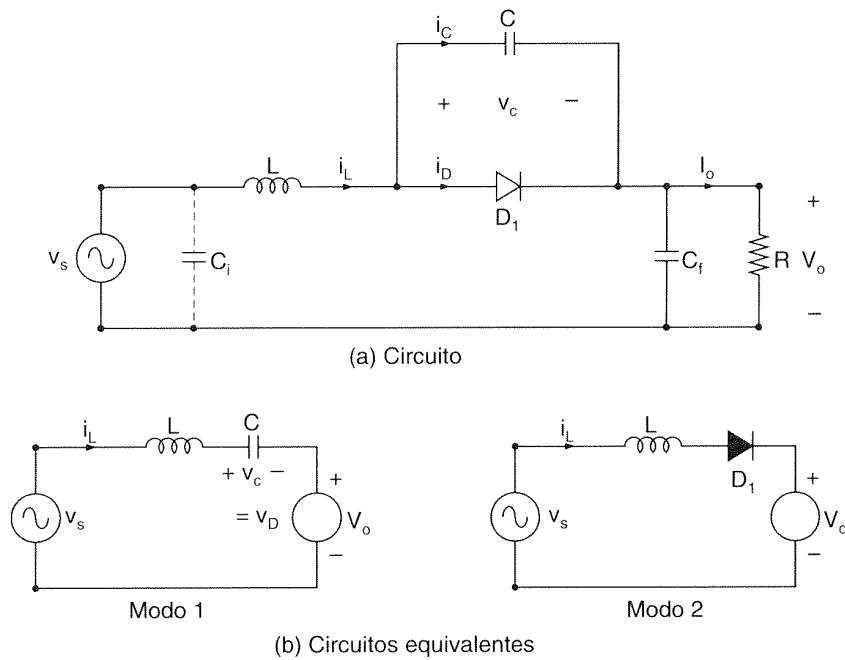 i_C C
+ v_c −
L i_L i_D I_o
D_1
v_s C_i C_f R + V_o −
(a) Circuito
i_L L C
+ v_c −
v_s = v_D + V_o −
Modo 1
i_L L
D_1
v_s + V_o −
Modo 2
(b) Circuitos equivalentes